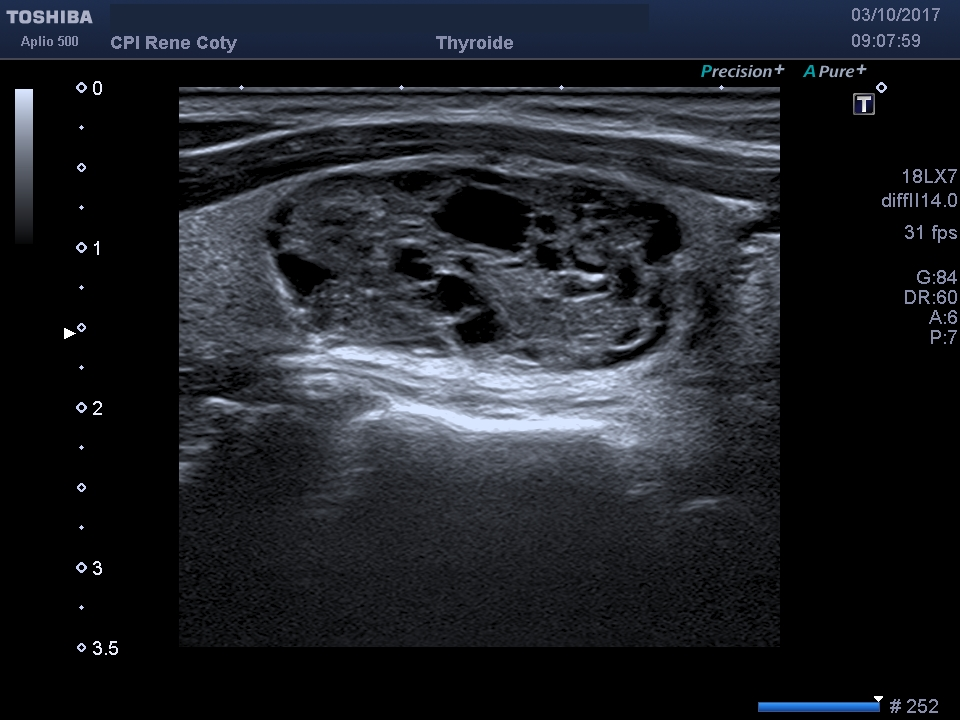 TOSHIBA
Aplio 500
CPI Rene Coty
Thyroide
03/10/2017
09:07:59
Precision+ A Pure+
T
0
1
2
3
3.5
18LX7
diffII14.0
31 fps
G:84
DR:60
A:6
P:7
# 252